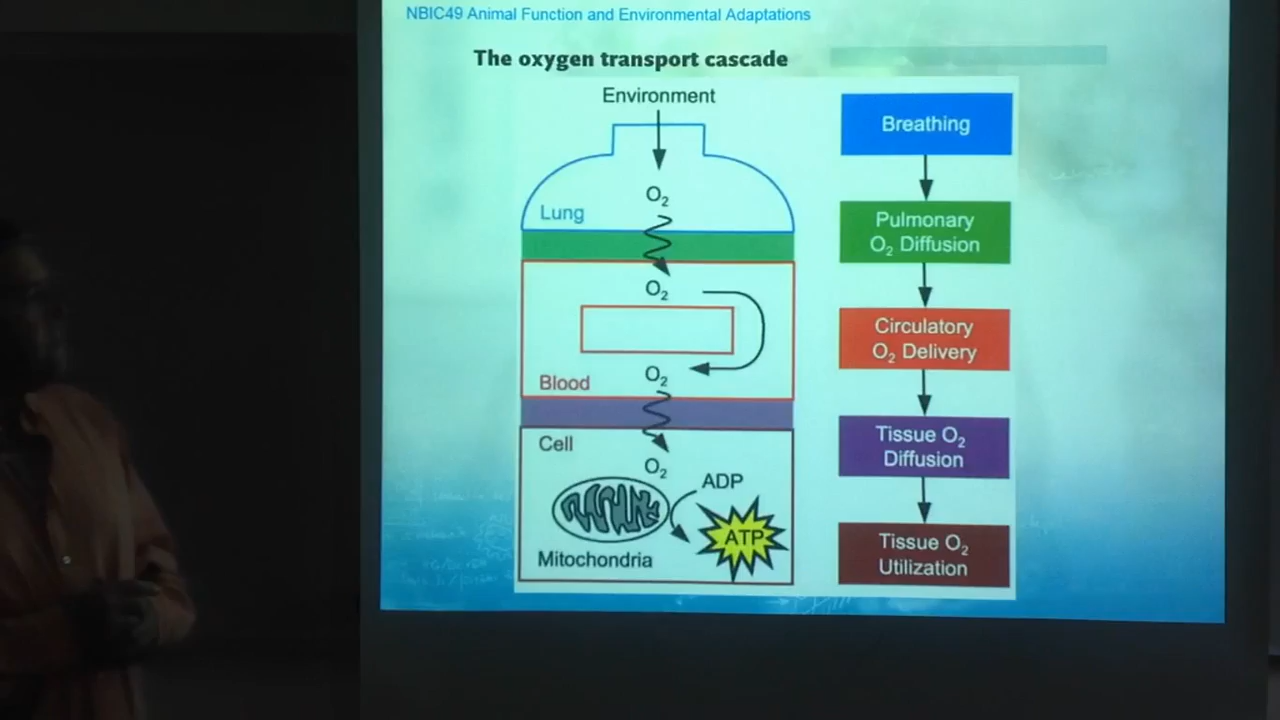 NBIC49 Animal Function and Environmental Adaptations
The oxygen transport cascade
Environment
O₂
Lung
O₂
O₂
Blood
Cell
O₂
ADP
ATP
Mitochondria
Breathing
Pulmonary
O₂ Diffusion
Circulatory
O₂ Delivery
Tissue O₂
Diffusion
Tissue O₂
Utilization